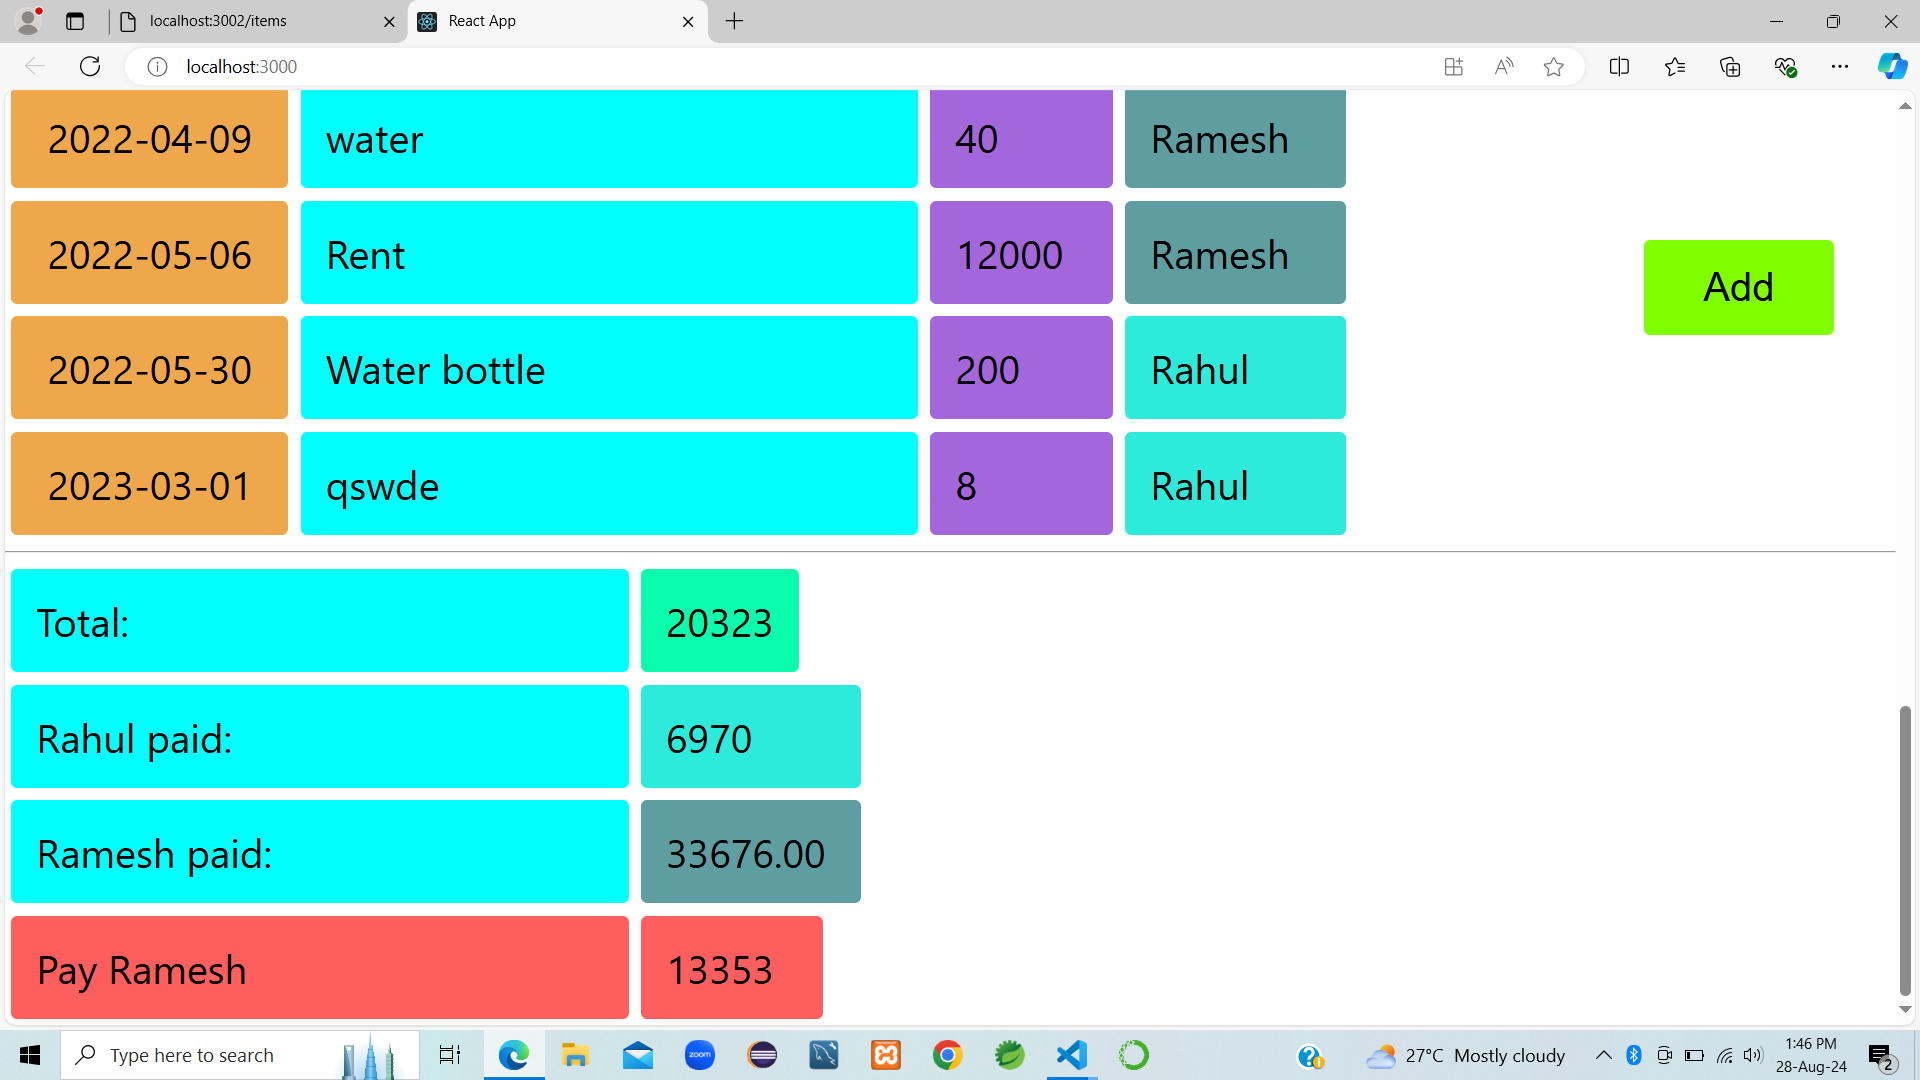 localhost:3002/items
React App
localhost:3000
2022-04-09 water 40 Ramesh
2022-05-06 Rent 12000 Ramesh
Add
2022-05-30 Water bottle 200 Rahul
2023-03-01 qswde 8 Rahul
Total: 20323
Rahul paid: 6970
Ramesh paid: 33676.00
Pay Ramesh 13353
Type here to search
zoom
27°C Mostly cloudy
1:46 PM
28-Aug-24
2